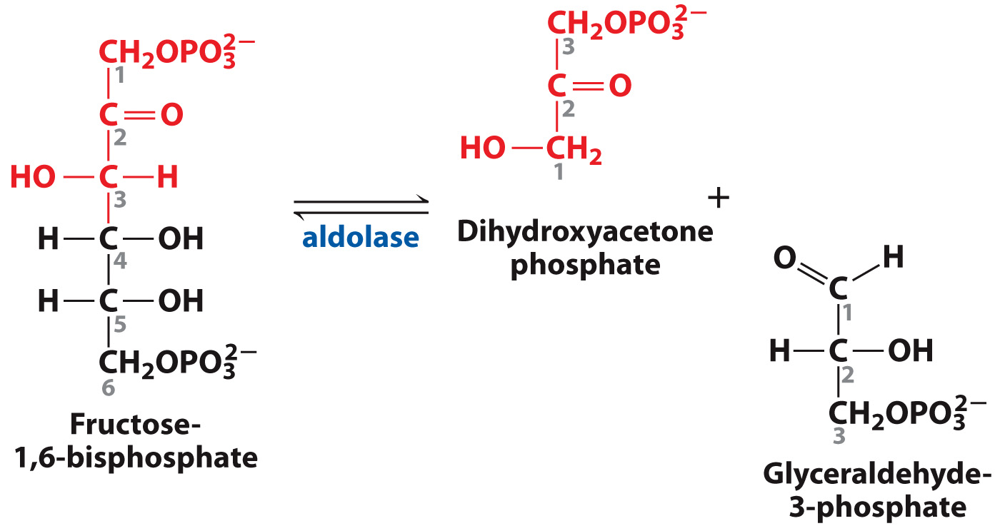 CH₂OPO₃²⁻
1
C=O
2
HO—C—H
3
H—C—OH
4
H—C—OH
5
CH₂OPO₃²⁻
6
Fructose-
1,6-bisphosphate
aldolase
CH₂OPO₃²⁻
3
C=O
2
HO—CH₂
1
Dihydroxyacetone
phosphate
+
O H
C
1
H—C—OH
2
CH₂OPO₃²⁻
3
Glyceraldehyde-
3-phosphate